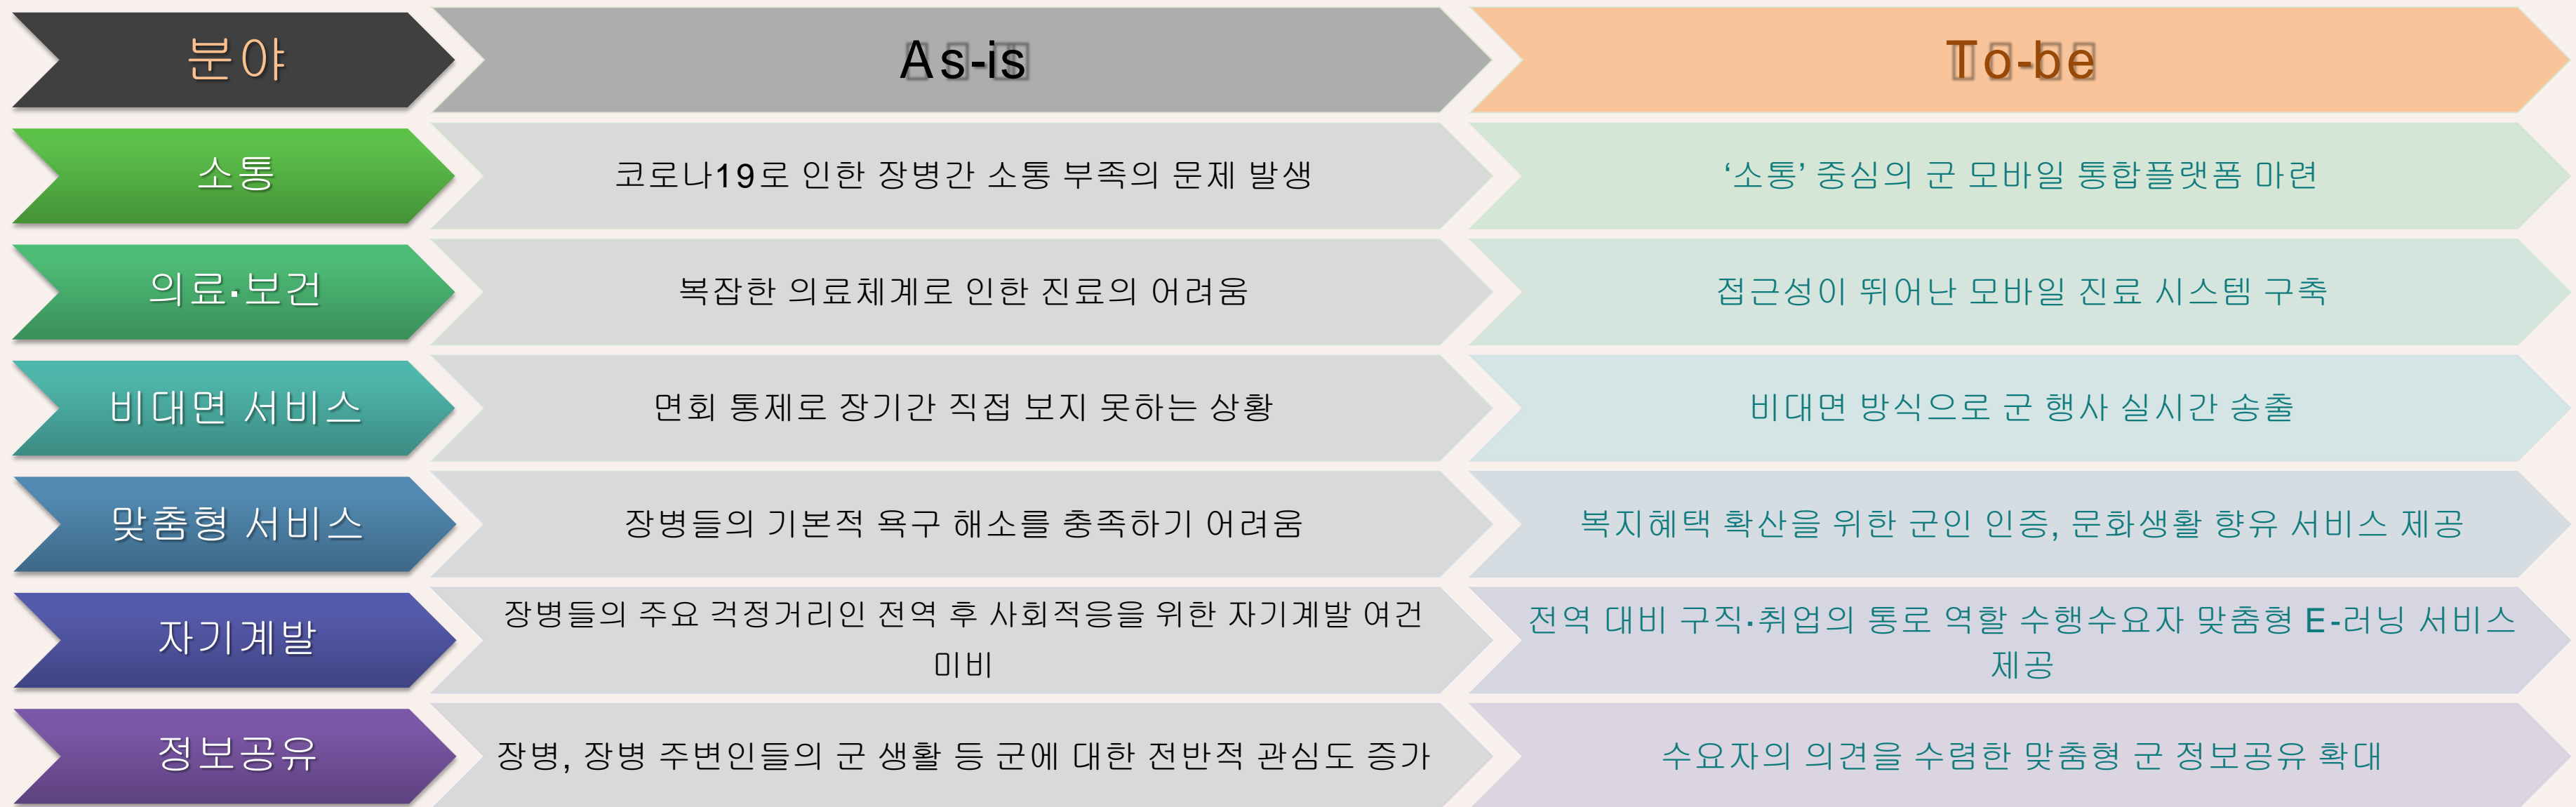 분야
As-is
To-be
소통
코로나19로 인한 장병간 소통 부족의 문제 발생
‘소통’ 중심의 군 모바일 통합플랫폼 마련
의료·보건
복잡한 의료체계로 인한 진료의 어려움
접근성이 뛰어난 모바일 진료 시스템 구축
비대면 서비스
면회 통제로 장기간 직접 보지 못하는 상황
비대면 방식으로 군 행사 실시간 송출
맞춤형 서비스
장병들의 기본적 욕구 해소를 충족하기 어려움
복지혜택 확산을 위한 군인 인증, 문화생활 향유 서비스 제공
자기계발
장병들의 주요 걱정거리인 전역 후 사회적응을 위한 자기계발 여건
미비
전역 대비 구직·취업의 통로 역할 수행수요자 맞춤형 E-러닝 서비스
제공
정보공유
장병, 장병 주변인들의 군 생활 등 군에 대한 전반적 관심도 증가
수요자의 의견을 수렴한 맞춤형 군 정보공유 확대